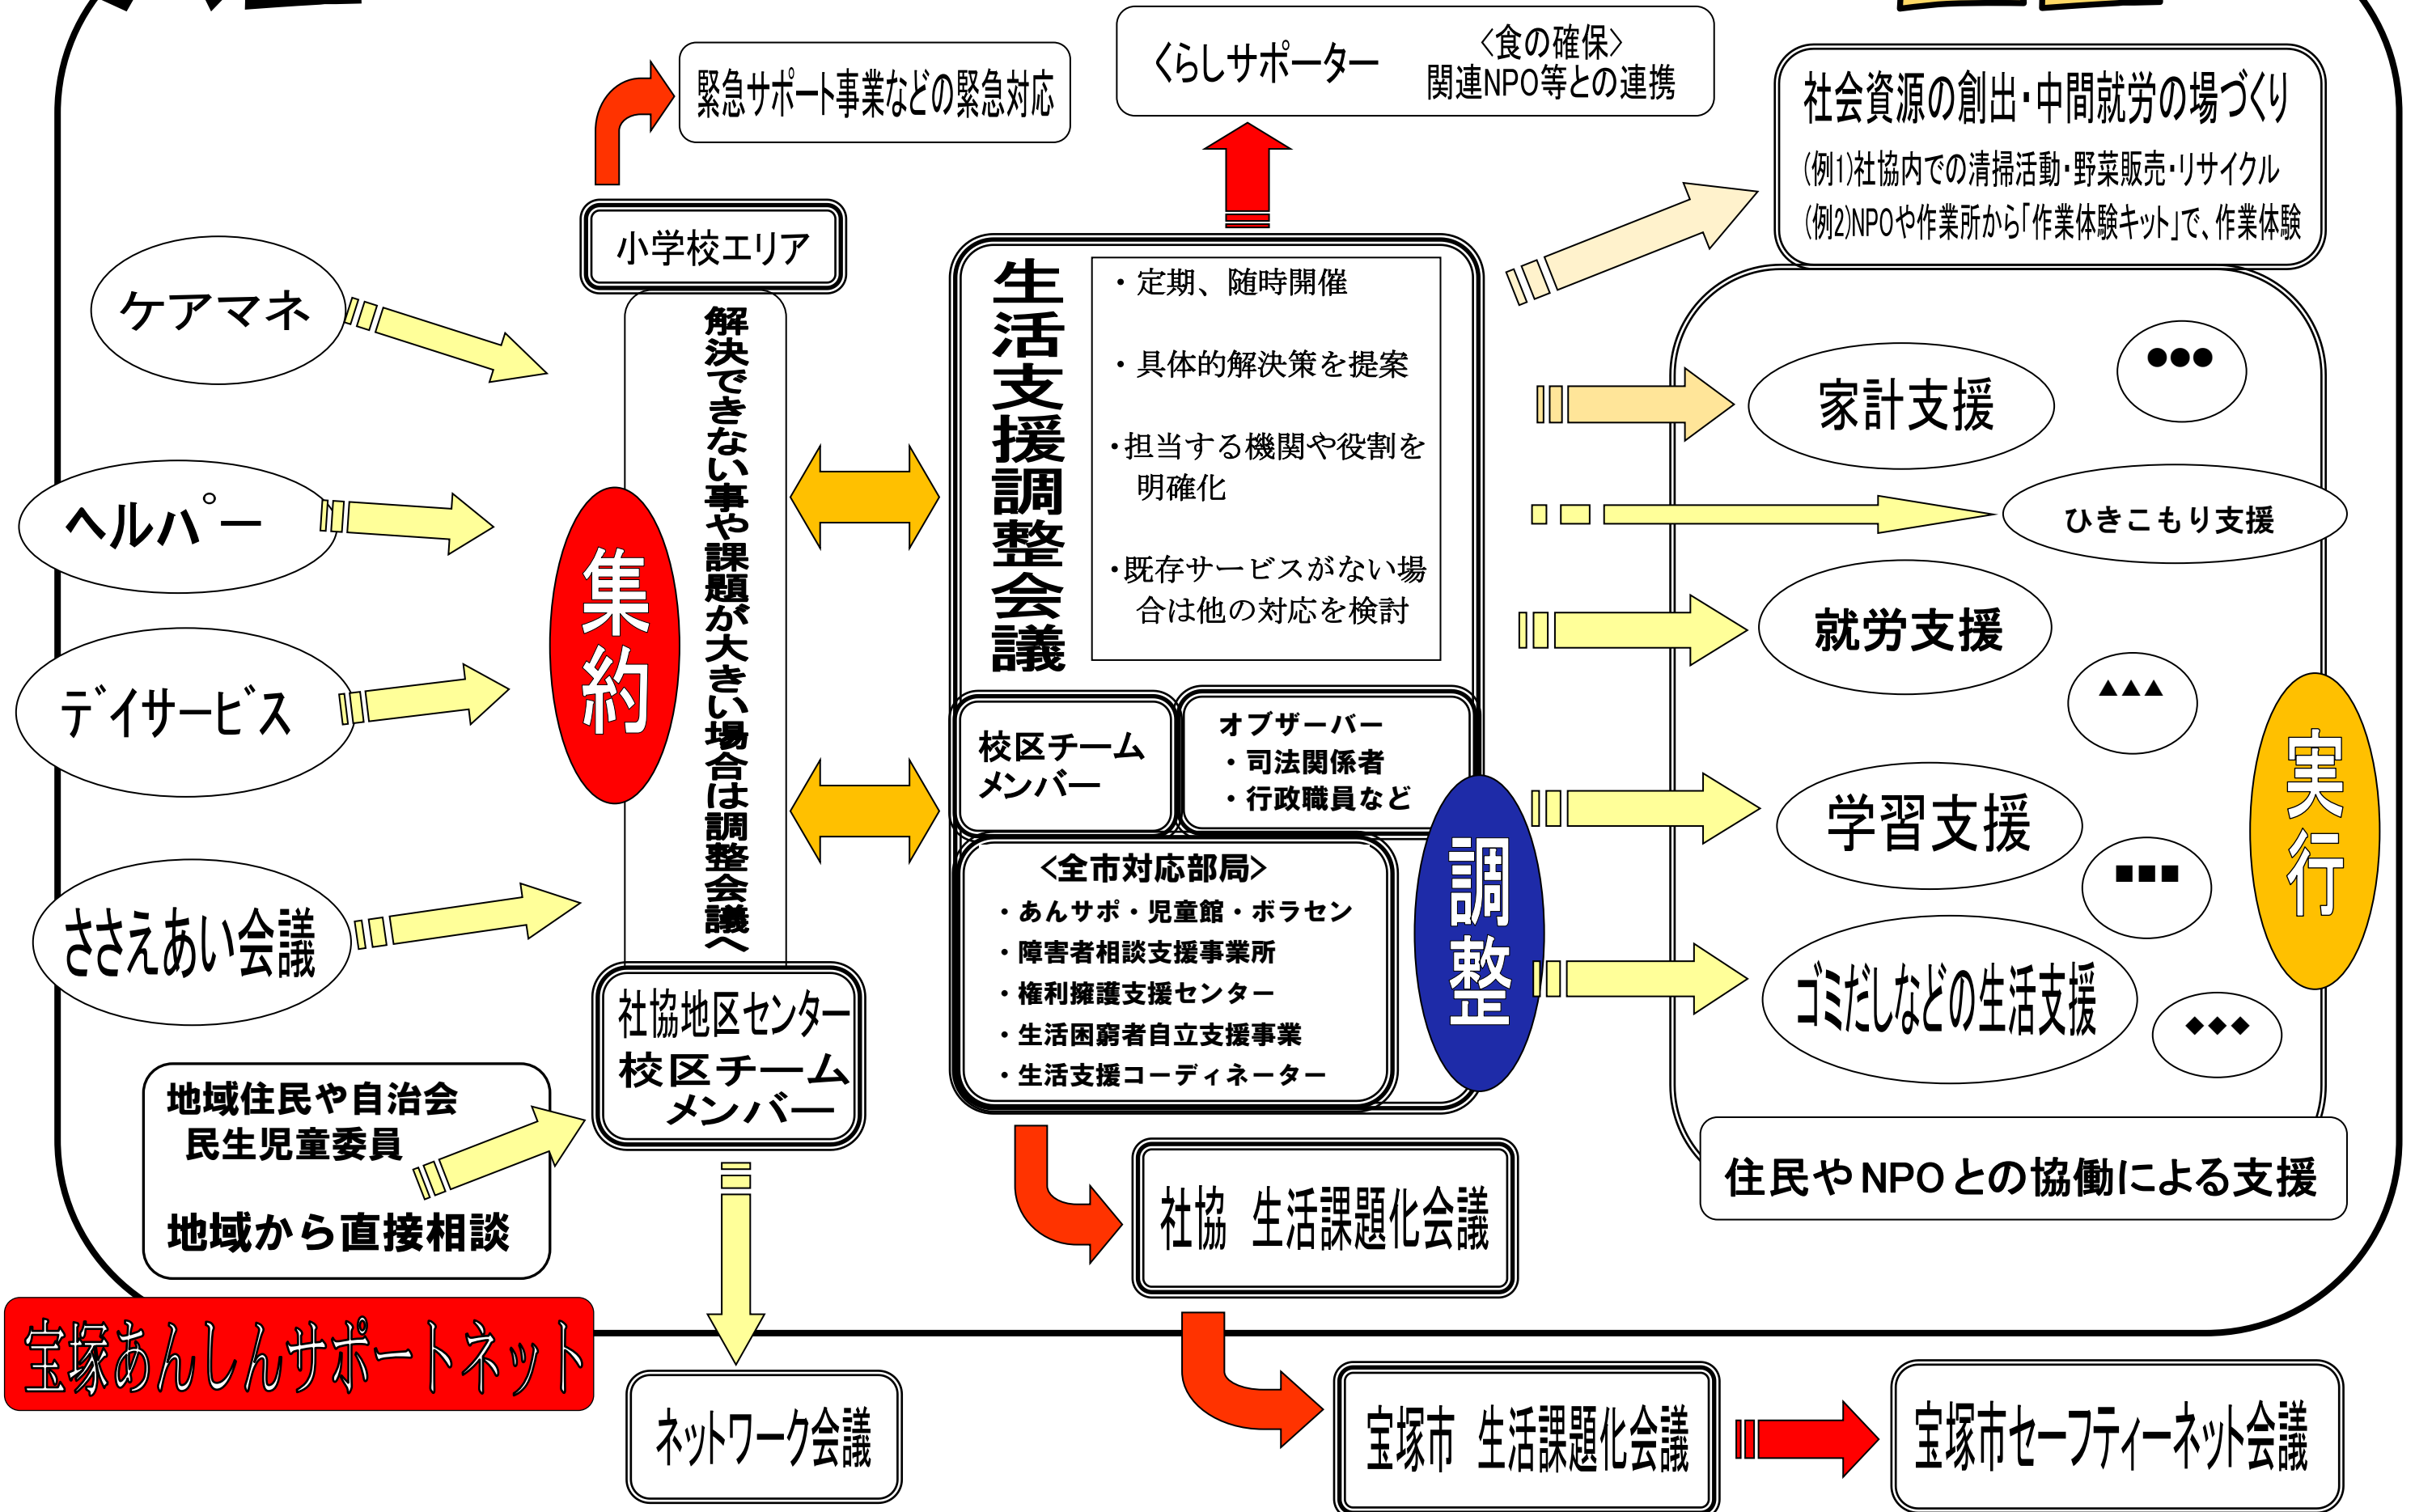 緊急サポート事業などの緊急対応
くらしサポーター
〈食の確保〉
関連NPO等との連携
社会資源の創出・中間就労の場づくり
(例1)社協内での清掃活動・野菜販売・リサイクル
(例2)NPOや作業所から「作業体験キット」で、作業体験
小学校エリア
ケアマネ
ヘルパー
デイサービス
ささえあい会議
地域住民や自治会
民生児童委員
地域から直接相談
集約
解決できない事や課題が大きい場合は調整会議へ
社協地区センター
校区チーム
メンバー
生活支援調整会議
・定期、随時開催
・具体的解決策を提案
・担当する機関や役割を
明確化
・既存サービスがない場
合は他の対応を検討
校区チーム
メンバー
オブザーバー
・司法関係者
・行政職員など
<全市対応部局>
・あんサポ・児童館・ボラセン
・障害者相談支援事業所
・権利擁護支援センター
・生活困窮者自立支援事業
・生活支援コーディネーター
調整
家計支援
●●●
ひきこもり支援
就労支援
▲▲▲
学習支援
■■■
ゴミだしなどの生活支援
◆◆◆
実行
住民やNPOとの協働による支援
社協 生活課題化会議
宝塚あんしんサポートネット
ネットワーク会議
宝塚市 生活課題化会議
宝塚市セーフティーネット会議